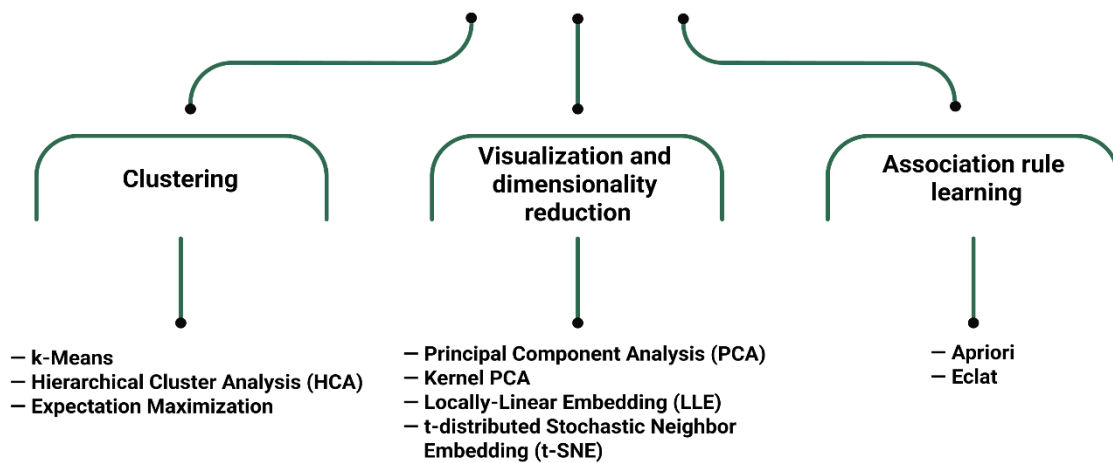 Clustering
Visualization and
dimensionality
reduction
Association rule
learning
– k-Means
– Hierarchical Cluster Analysis (HCA)
– Expectation Maximization
– Principal Component Analysis (PCA)
– Kernel PCA
– Locally-Linear Embedding (LLE)
– t-distributed Stochastic Neighbor
Embedding (t-SNE)
– Apriori
– Eclat